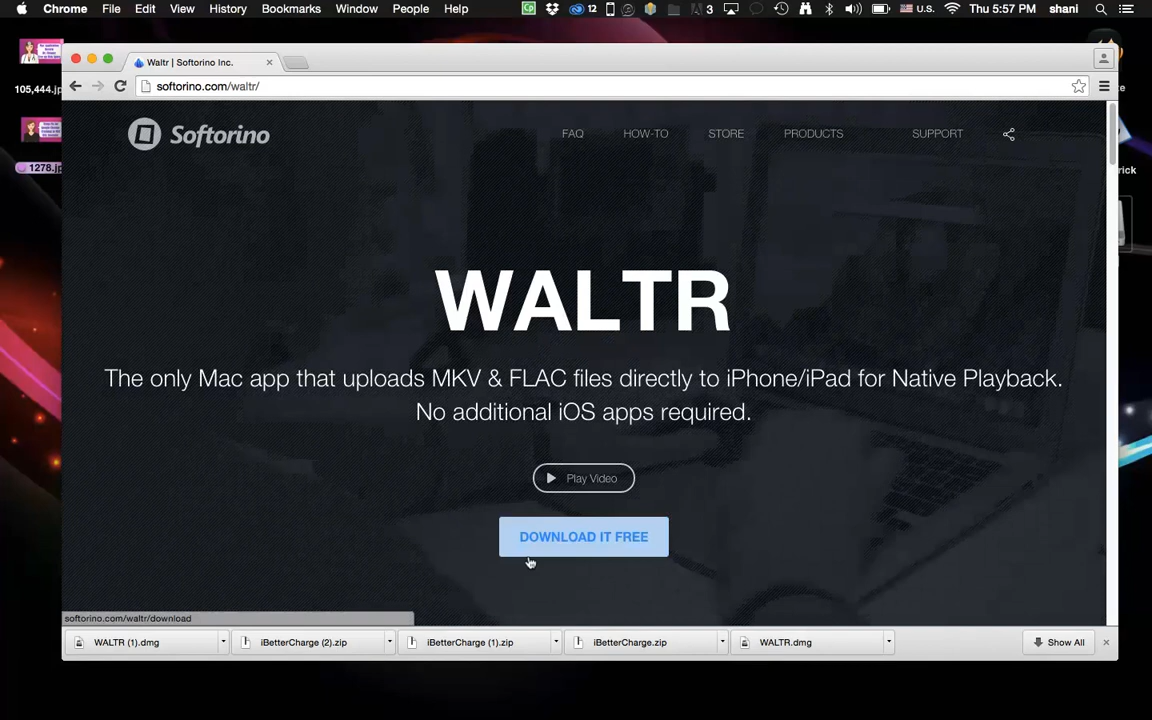 Chrome File Edit View History Bookmarks Window People Help 12 3 U.S. Thu 5:57 PM shani
105,444.jp
1278.jp
rick
Waltr | Softorino Inc.
softorino.com/waltr/
Softorino FAQ HOW-TO STORE PRODUCTS SUPPORT
WALTR
The only Mac app that uploads MKV & FLAC files directly to iPhone/iPad for Native Playback.
No additional iOS apps required.
Play Video
DOWNLOAD IT FREE
softorino.com/waltr/download
WALTR (1).dmg iBetterCharge (2).zip iBetterCharge (1).zip iBetterCharge.zip WALTR.dmg Show All